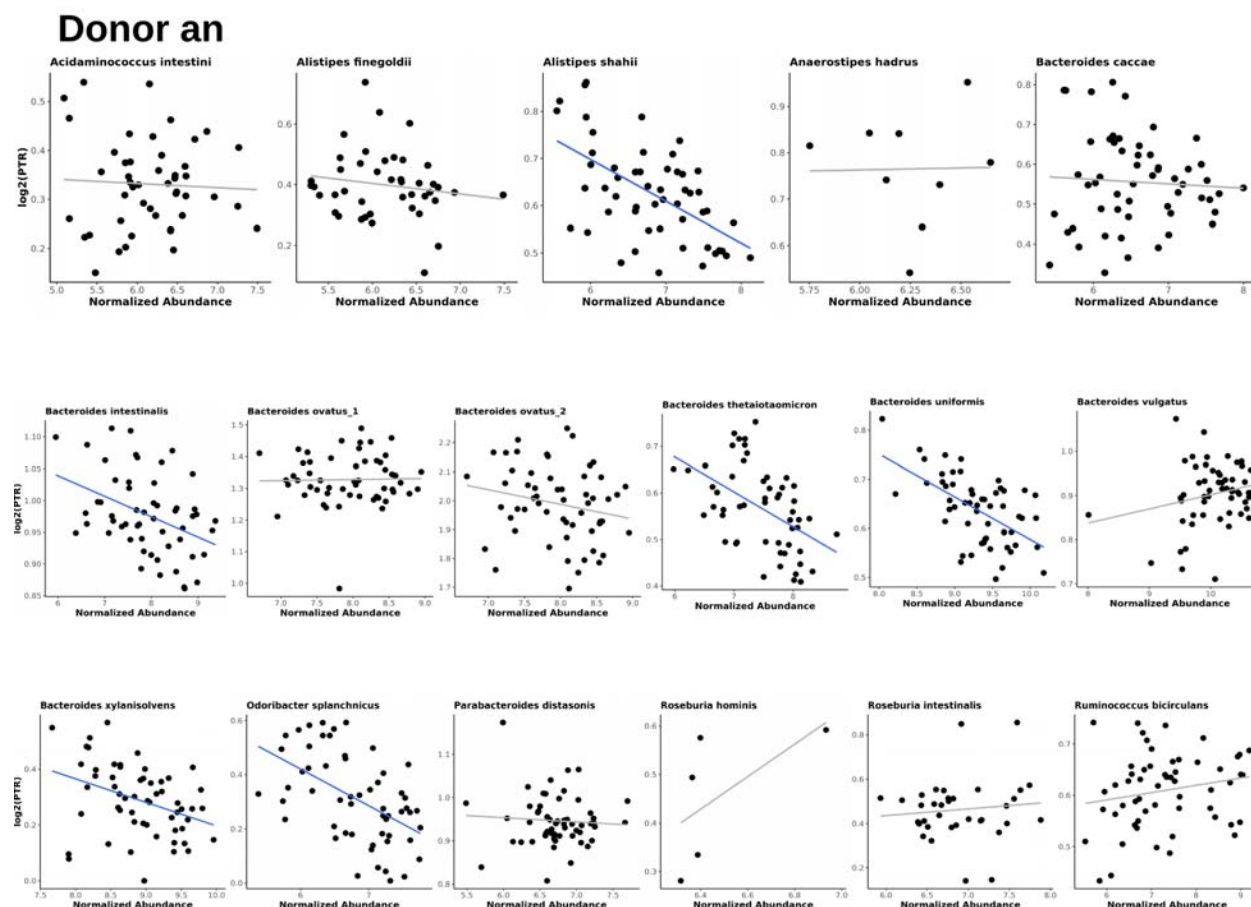 Donor an
Acidaminococcus intestini
Alistipes finegoldii
Alistipes shahii
Anaerostipes hadrus
Bacteroides caccae
log2(PTR)
0.5
0.4
0.3
0.2
5.0 5.5 6.0 6.5 7.0 7.5
Normalized Abundance
0.6
0.4
0.2
5.5 6.0 6.5 7.0 7.5
Normalized Abundance
0.8
0.7
0.6
0.5
6 7 8
Normalized Abundance
0.9
0.8
0.7
0.6
5.75 6.00 6.25 6.50
Normalized Abundance
0.8
0.7
0.6
0.5
0.4
6 7 8
Normalized Abundance
Bacteroides intestinalis
Bacteroides ovatus_1
Bacteroides ovatus_2
Bacteroides thetaiotaomicron
Bacteroides uniformis
Bacteroides vulgatus
log2(PTR)
1.10
1.05
1.00
0.95
0.90
0.85
6 7 8 9
Normalized Abundance
1.5
1.4
1.3
1.2
1.1
1.0
7.0 7.5 8.0 8.5 9.0
Normalized Abundance
2.2
2.1
2.0
1.9
1.8
1.7
7.0 7.5 8.0 8.5 9.0
Normalized Abundance
0.7
0.6
0.5
0.4
6 7 8
Normalized Abundance
0.8
0.7
0.6
0.5
8.0 8.5 9.0 9.5 10.0
Normalized Abundance
1.0
0.9
0.8
0.7
8 9 10
Normalized Abundance
Bacteroides xylanisolvens
Odoribacter splanchnicus
Parabacteroides distasonis
Roseburia hominis
Roseburia intestinalis
Ruminococcus bicirculans
log2(PTR)
0.4
0.2
0.0
7.5 8.0 8.5 9.0 9.5 10.0
Normalized Abundance
0.6
0.4
0.2
0.0
6 7
Normalized Abundance
1.1
1.0
0.9
0.8
5.5 6.0 6.5 7.0 7.5
Normalized Abundance
0.6
0.5
0.4
0.3
6.4 6.6 6.8 7.0
Normalized Abundance
0.8
0.6
0.4
0.2
6.0 6.5 7.0 7.5 8.0
Normalized Abundance
0.7
0.6
0.5
6 7 8 9
Normalized Abundance